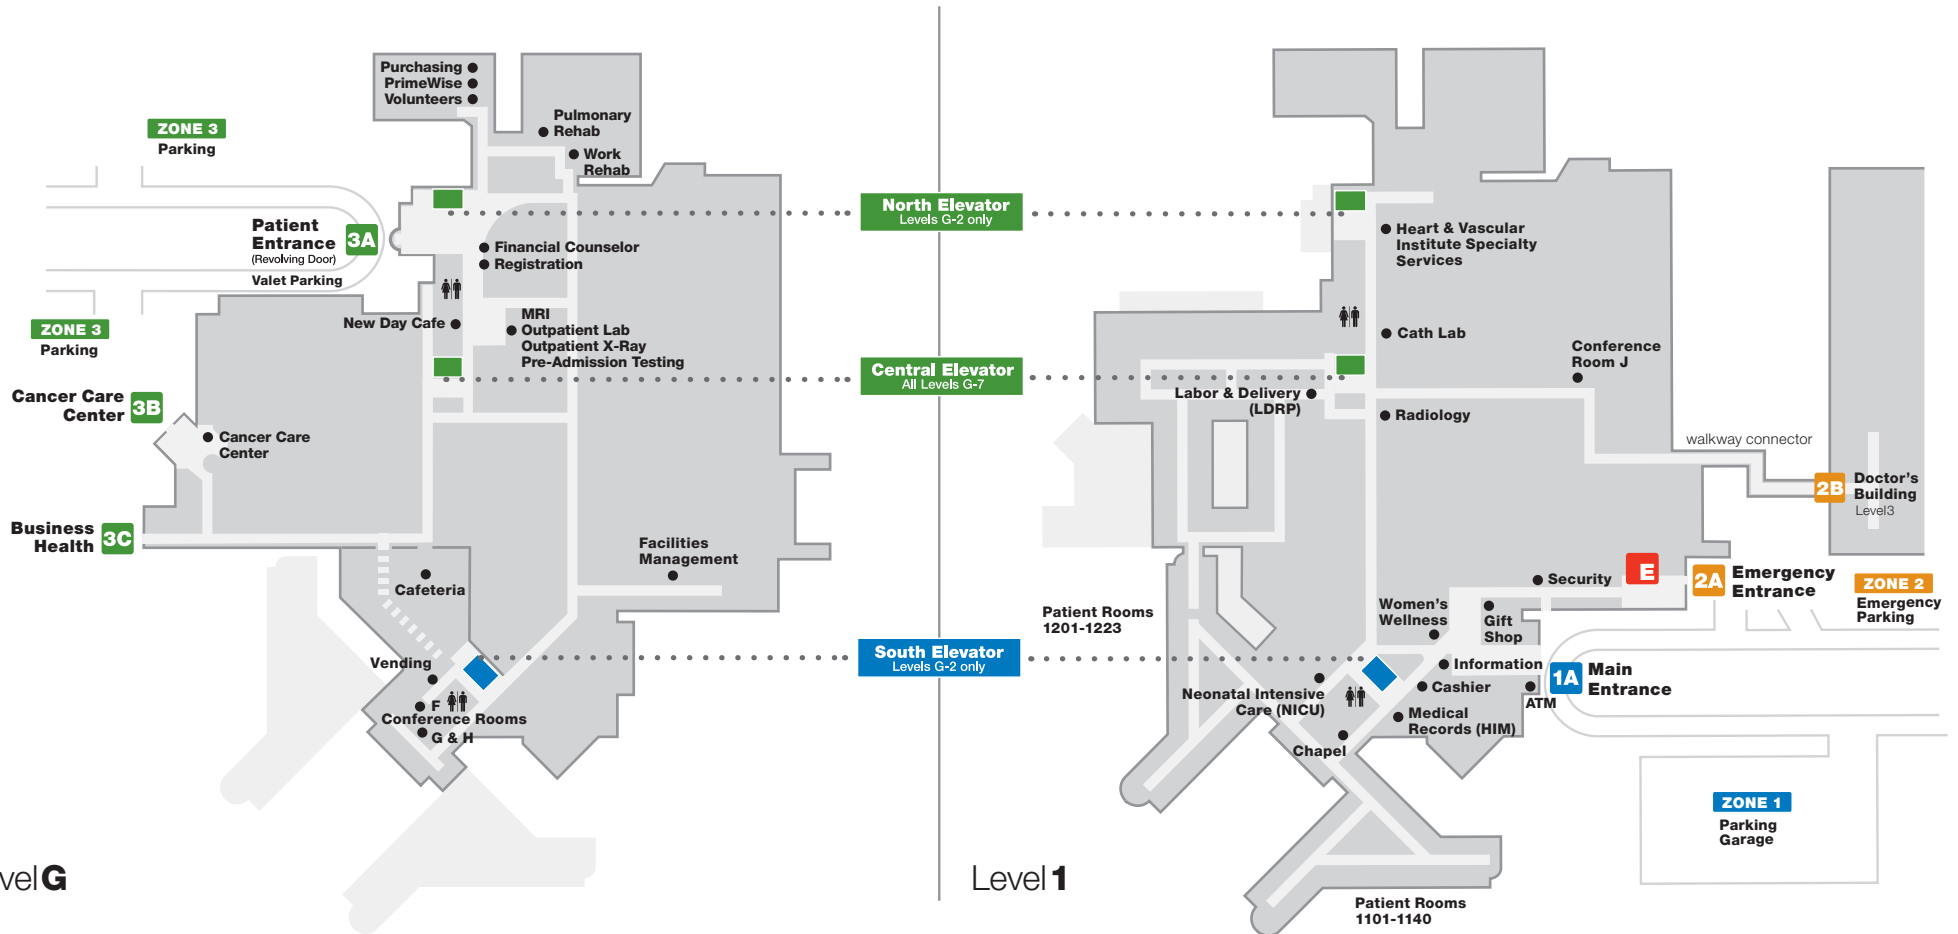 Purchasing
PrimeWise
Volunteers
Pulmonary
Rehab
Work
Rehab
ZONE 3
Parking
Patient
Entrance
(Revolving Door)
3A
Valet Parking
Financial Counselor
Registration
ZONE 3
Parking
New Day Cafe
MRI
Outpatient Lab
Outpatient X-Ray
Pre-Admission Testing
Cancer Care
Center
3B
Cancer Care
Center
Business
Health
3C
Cafeteria
Facilities
Management
Vending
F
Conference Rooms
G & H
vel G
North Elevator
Levels G-2 only
Central Elevator
All Levels G-7
South Elevator
Levels G-2 only
Heart & Vascular
Institute Specialty
Services
Cath Lab
Conference
Room J
Labor & Delivery
(LDRP)
Radiology
walkway connector
2B
Doctor's
Building
Level3
Security
E
2A
Emergency
Entrance
ZONE 2
Emergency
Parking
Patient Rooms
1201-1223
Women's
Wellness
Gift
Shop
Information
1A
Main
Entrance
Cashier
ATM
Neonatal Intensive
Care (NICU)
Medical
Records (HIM)
Chapel
ZONE 1
Parking
Garage
Level 1
Patient Rooms
1101-1140